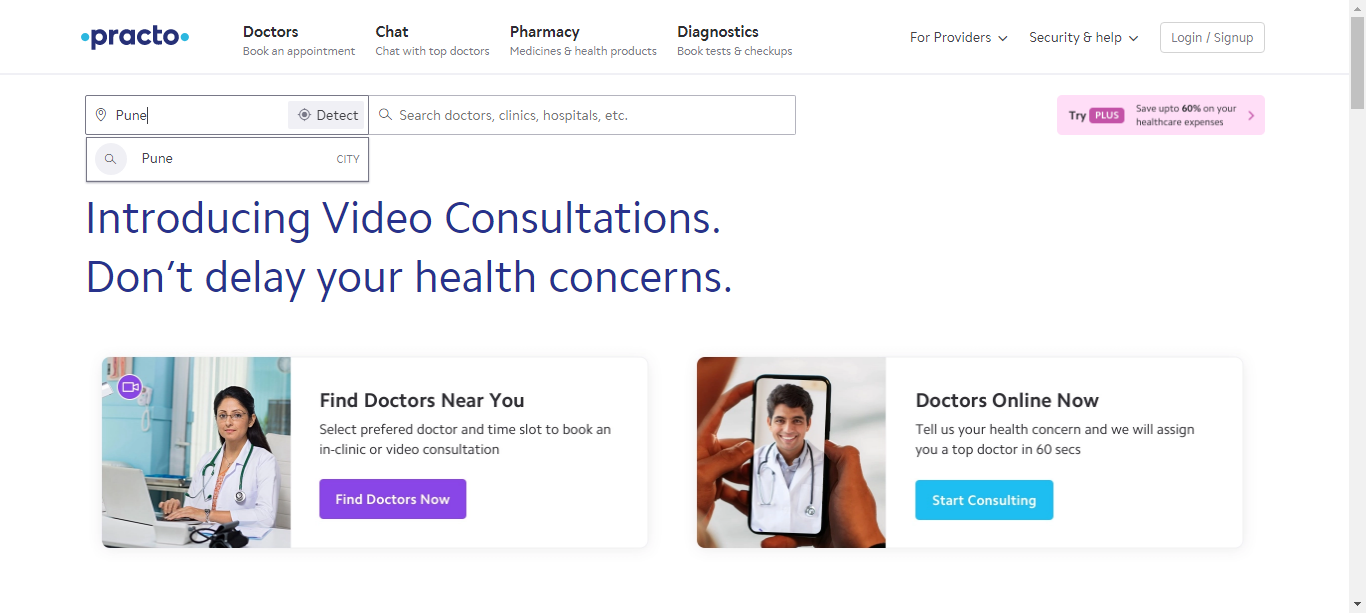 practo
Doctors
Book an appointment
Chat
Chat with top doctors
Pharmacy
Medicines & health products
Diagnostics
Book tests & checkups
For Providers
Security & help
Login / Signup
Pune
Detect
Search doctors, clinics, hospitals, etc.
Try PLUS
Save upto 60% on your
healthcare expenses
Pune
CITY
Introducing Video Consultations.
Don't delay your health concerns.
Find Doctors Near You
Select prefered doctor and time slot to book an
in-clinic or video consultation
Find Doctors Now
Doctors Online Now
Tell us your health concern and we will assign
you a top doctor in 60 secs
Start Consulting